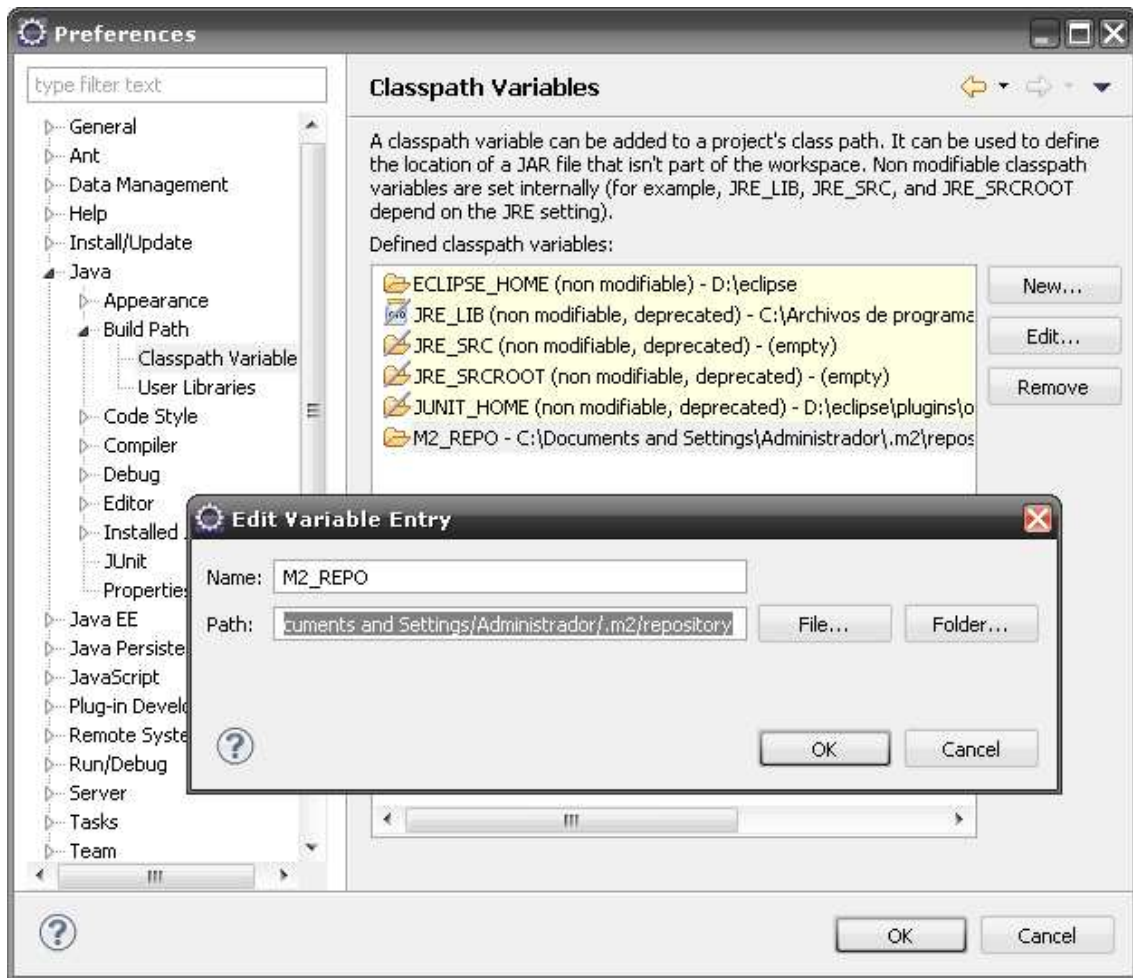 Preferences
type filter text
General
Ant
Data Management
Help
Install/Update
Java
Appearance
Build Path
Classpath Variable
User Libraries
Code Style
Compiler
Debug
Editor
Installed
JUnit
Properties
Java EE
Java Persiste
JavaScript
Plug-in Develo
Remote Syste
Run/Debug
Server
Tasks
Team
Classpath Variables
A classpath variable can be added to a project's class path. It can be used to define
the location of a JAR file that isn't part of the workspace. Non modifiable classpath
variables are set internally (for example, JRE_LIB, JRE_SRC, and JRE_SRCROOT
depend on the JRE setting).
Defined classpath variables:
ECLIPSE_HOME (non modifiable) - D:\eclipse
JRE_LIB (non modifiable, deprecated) - C:\Archivos de programa
JRE_SRC (non modifiable, deprecated) - (empty)
JRE_SRCROOT (non modifiable, deprecated) - (empty)
JUNIT_HOME (non modifiable, deprecated) - D:\eclipse\plugins\o
M2_REPO - C:\Documents and Settings\Administrador\.m2\repos
New...
Edit...
Remove
Edit Variable Entry
Name: M2_REPO
Path: cuments and Settings/Administrador/.m2/repository File... Folder...
OK Cancel
OK Cancel